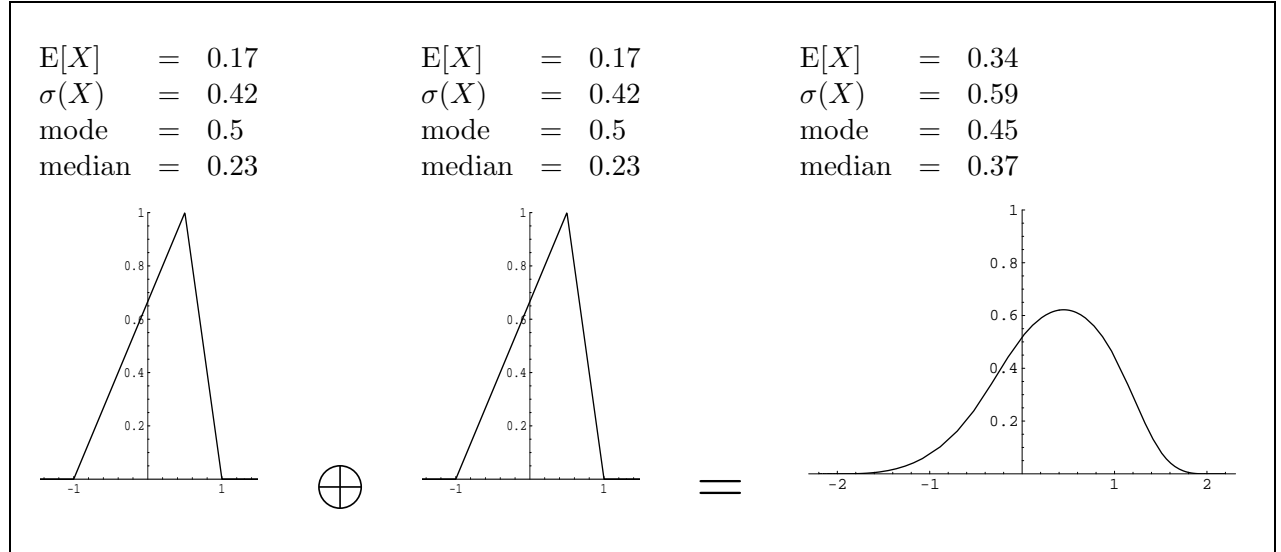 E[X] = 0.17
σ(X) = 0.42
mode = 0.5
median = 0.23
E[X] = 0.17
σ(X) = 0.42
mode = 0.5
median = 0.23
E[X] = 0.34
σ(X) = 0.59
mode = 0.45
median = 0.37
1
0.8
0.6
0.4
0.2
-1 1
⊕
1
0.8
0.6
0.4
0.2
-1 1
=
1
0.8
0.6
0.4
0.2
-2 -1 1 2